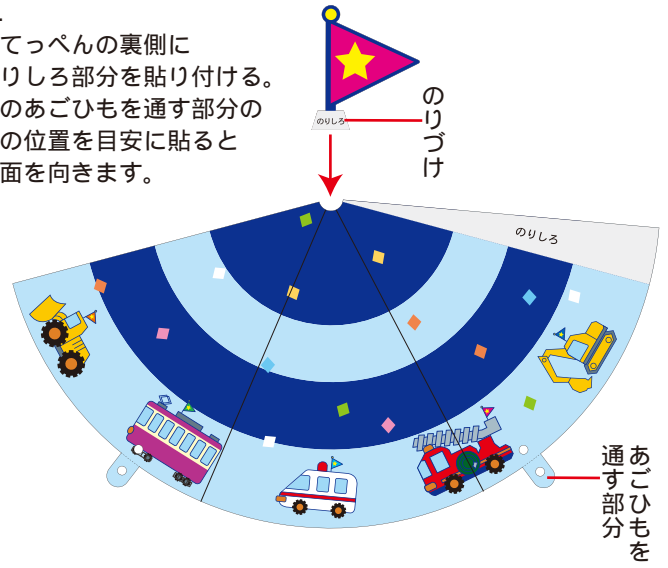 てっぺんの裏側に
りしろ部分を貼り付ける。
のあごひもを通す部分の
の位置を目安に貼ると
面を向きます。
のりしろ
のりづけ
のりしろ
あごひもを
通す部分